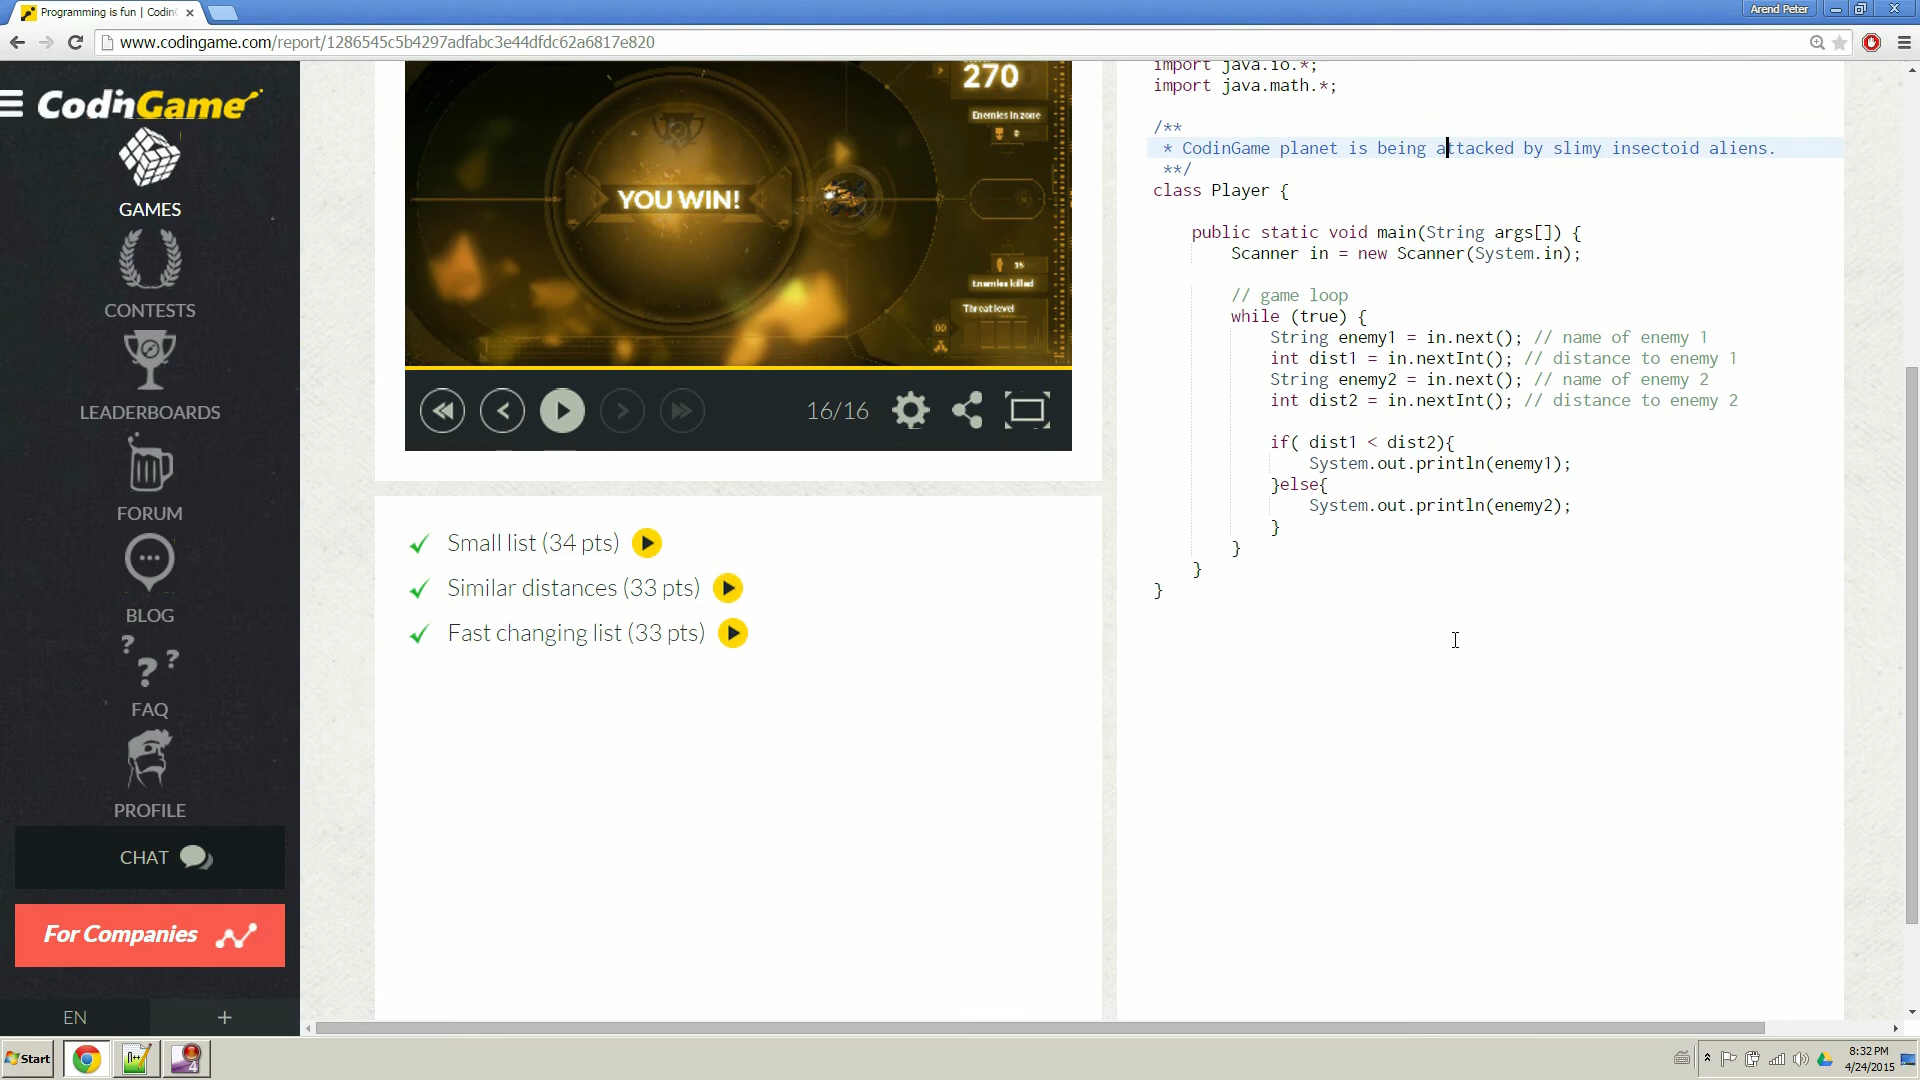 Programming is fun | Codin
Arend Peter
www.codingame.com/report/1286545c5b4297adfabc3e44dfdc62a6817e820
CodinGame
GAMES
CONTESTS
LEADERBOARDS
FORUM
BLOG
FAQ
PROFILE
CHAT
For Companies
EN
+
270
Enemies in zone
0
YOU WIN!
15
Enemies killed
Threat level
00
16/16
Small list (34 pts)
Similar distances (33 pts)
Fast changing list (33 pts)
import java.io.*;
import java.math.*;
/**
* CodinGame planet is being attacked by slimy insectoid aliens.
**/
class Player {
public static void main(String args[]) {
Scanner in = new Scanner(System.in);
// game loop
while (true) {
String enemy1 = in.next(); // name of enemy 1
int dist1 = in.nextInt(); // distance to enemy 1
String enemy2 = in.next(); // name of enemy 2
int dist2 = in.nextInt(); // distance to enemy 2
if( dist1 < dist2){
System.out.println(enemy1);
}else{
System.out.println(enemy2);
}
}
}
}
Start
4
8:32 PM
4/24/2015